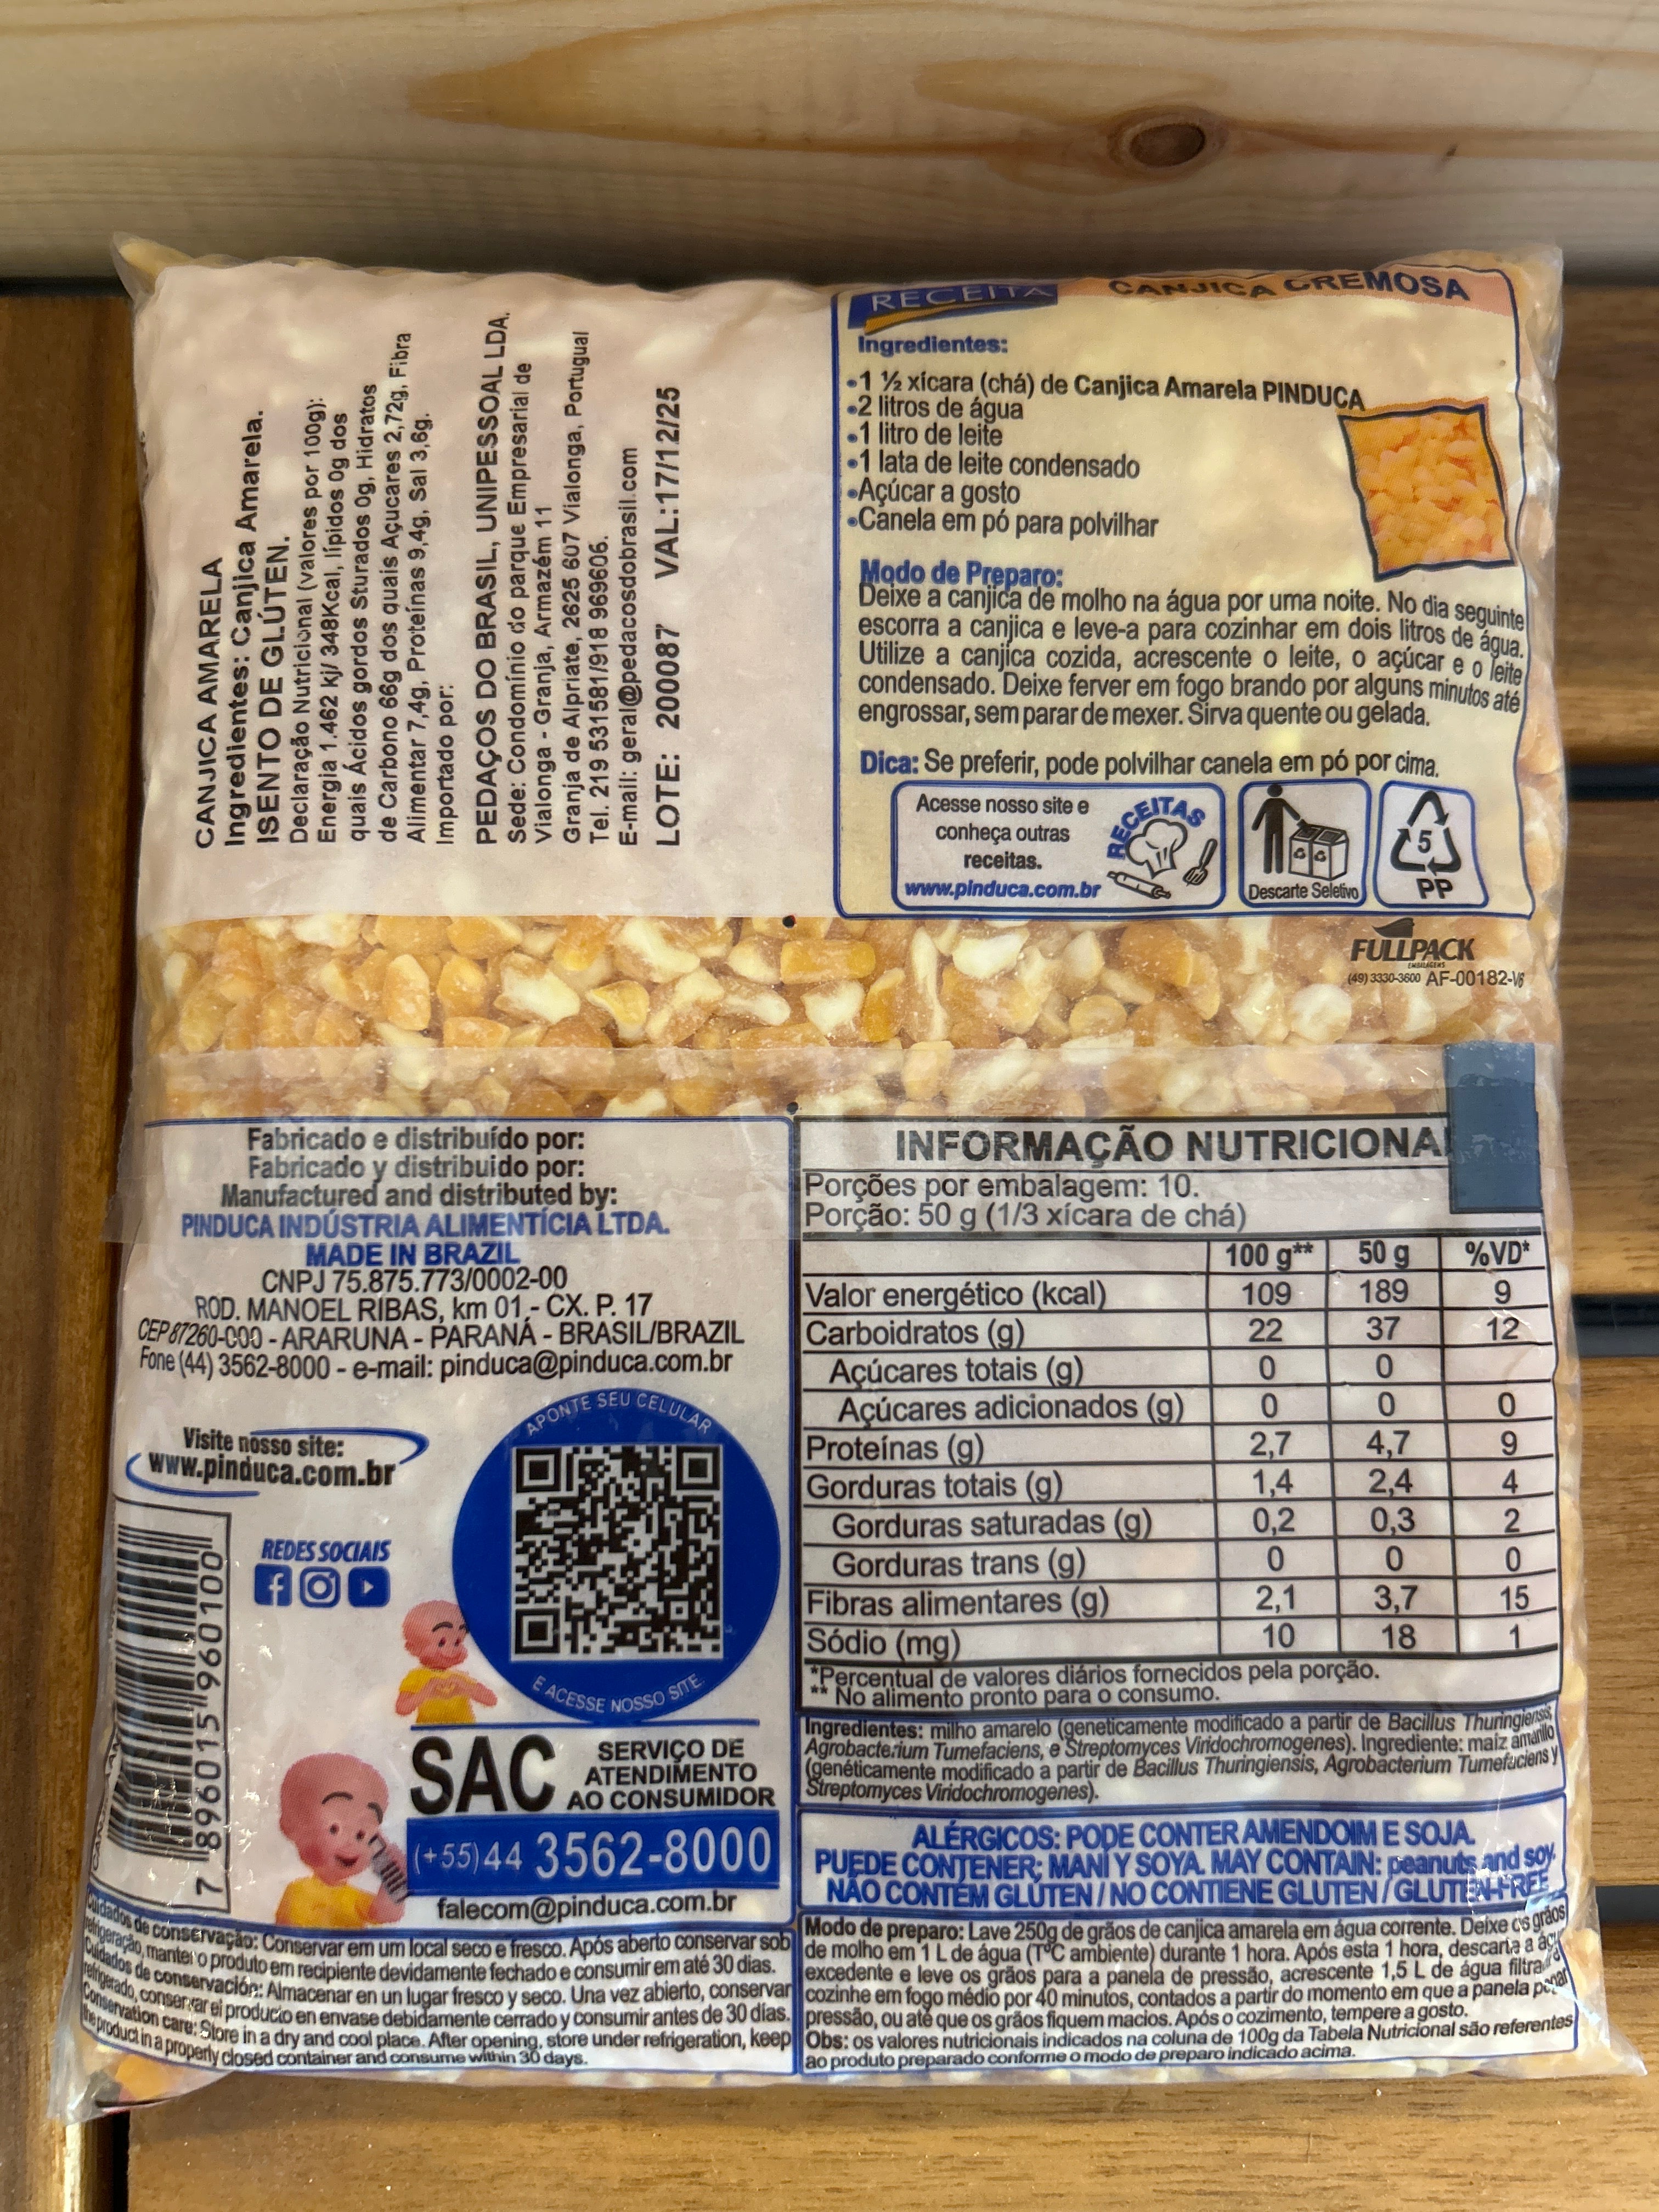 CANJICA AMARELA
Ingredientes: Canjica Amarela.
ISENTO DE GLÚTEN.
Declaração Nutricional (valores por 100g):
Energia 1.462 kj/ 348Kcal, lípidos 0g dos
quais Ácidos gordos Sturados 0g, Hidratos
de Carbono 66g dos quais Açucares 2,72g, Fibra
Alimentar 7,4g, Proteínas 9,4g, Sal 3,6g.
Importado por:
PEDAÇOS DO BRASIL, UNIPESSOAL LDA.
Sede: Condomínio do parque Empresarial de
Vialonga - Granja, Armazém 11
Granja de Alpriate, 2625 607 Vialonga, Portugual
Tel. 219 531581/918 969606.
E-mail: geral@pedacosdobrasil.com
LOTE: 200087 VAL:17/12/25
RECEITA CANJICA CREMOSA
Ingredientes:
•1 ½ xícara (chá) de Canjica Amarela PINDUCA
•2 litros de água
•1 litro de leite
•1 lata de leite condensado
•Açúcar a gosto
•Canela em pó para polvilhar
Modo de Preparo:
Deixe a canjica de molho na água por uma noite. No dia seguinte
escorra a canjica e leve-a para cozinhar em dois litros de água.
Utilize a canjica cozida, acrescente o leite, o açúcar e o leite
condensado. Deixe ferver em fogo brando por alguns minutos até
engrossar, sem parar de mexer. Sirva quente ou gelada.
Dica: Se preferir, pode polvilhar canela em pó por cima.
Acesse nosso site e
conheça outras
receitas.
www.pinduca.com.br
RECEITAS
Descarte Seletivo
5
PP
FULLPACK
EMBALAGENS
(49) 3330-3600 AF-00182-V6
Fabricado e distribuído por:
Fabricado y distribuido por:
Manufactured and distributed by:
PINDUCA INDÚSTRIA ALIMENTÍCIA LTDA.
MADE IN BRAZIL
CNPJ 75.875.773/0002-00
ROD. MANOEL RIBAS, km 01 - CX. P. 17
CEP 87260-000 - ARARUNA - PARANÁ - BRASIL/BRAZIL
Fone (44) 3562-8000 - e-mail: pinduca@pinduca.com.br
Visite nosso site:
www.pinduca.com.br
REDES SOCIAIS
APONTE SEU CELULAR
E ACESSE NOSSO SITE
7 896015 960100
SAC SERVIÇO DE
ATENDIMENTO
AO CONSUMIDOR
(+55)44 3562-8000
falecom@pinduca.com.br
Cuidados de conservação: Conservar em um local seco e fresco. Após aberto conservar sob
refrigeração, manter o produto em recipiente devidamente fechado e consumir em até 30 dias.
Cuidados de conservación: Almacenar en un lugar fresco y seco. Una vez abierto, conservar
refrigerado, conservar el producto en envase debidamente cerrado y consumir antes de 30 días.
Conservation care: Store in a dry and cool place. After opening, store under refrigeration, keep
the product in a properly closed container and consume within 30 days.
INFORMAÇÃO NUTRICIONAL
Porções por embalagem: 10.
Porção: 50 g (1/3 xícara de chá)
100 g** 50 g %VD*
Valor energético (kcal) 109 189 9
Carboidratos (g) 22 37 12
Açúcares totais (g) 0 0
Açúcares adicionados (g) 0 0 0
Proteínas (g) 2,7 4,7 9
Gorduras totais (g) 1,4 2,4 4
Gorduras saturadas (g) 0,2 0,3 2
Gorduras trans (g) 0 0 0
Fibras alimentares (g) 2,1 3,7 15
Sódio (mg) 10 18 1
*Percentual de valores diários fornecidos pela porção.
** No alimento pronto para o consumo.
Ingredientes: milho amarelo (geneticamente modificado a partir de Bacillus Thuringiensis,
Agrobacterium Tumefaciens, e Streptomyces Viridochromogenes). Ingrediente: maiz amarillo
(genéticamente modificado a partir de Bacillus Thuringiensis, Agrobacterium Tumefaciens y
Streptomyces Viridochromogenes).
ALÉRGICOS: PODE CONTER AMENDOIM E SOJA.
PUEDE CONTENER: MANÍ Y SOYA. MAY CONTAIN: peanuts and soy.
NÃO CONTÉM GLÚTEN / NO CONTIENE GLUTEN / GLUTEN-FREE
Modo de preparo: Lave 250g de grãos de canjica amarela em água corrente. Deixe os grãos
de molho em 1 L de água (T°C ambiente) durante 1 hora. Após esta 1 hora, descarte a água
excedente e leve os grãos para a panela de pressão, acrescente 1,5 L de água filtrada
cozinhe em fogo médio por 40 minutos, contados a partir do momento em que a panela pegar
pressão, ou até que os grãos fiquem macios. Após o cozimento, tempere a gosto.
Obs: os valores nutricionais indicados na coluna de 100g da Tabela Nutricional são referentes
ao produto preparado conforme o modo de preparo indicado acima.